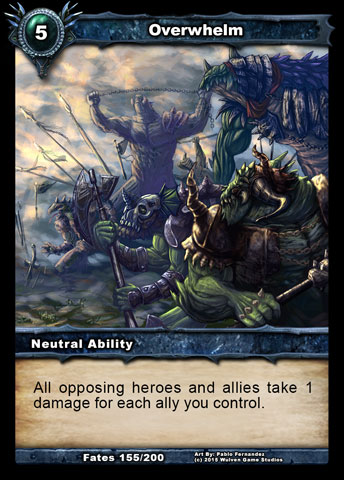 5
Overwhelm
Neutral Ability
All opposing heroes and allies take 1
damage for each ally you control.
Fates 155/200
Art By: Pablo Fernandez
(c) 2015 Wulven Game Studios